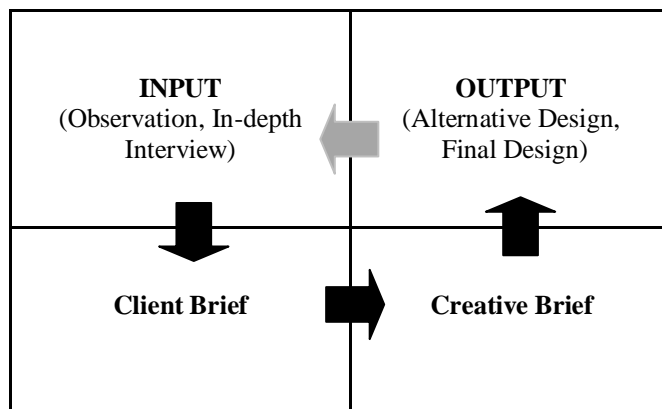 INPUT
(Observation, In-depth
Interview)
OUTPUT
(Alternative Design,
Final Design)
Client Brief
Creative Brief